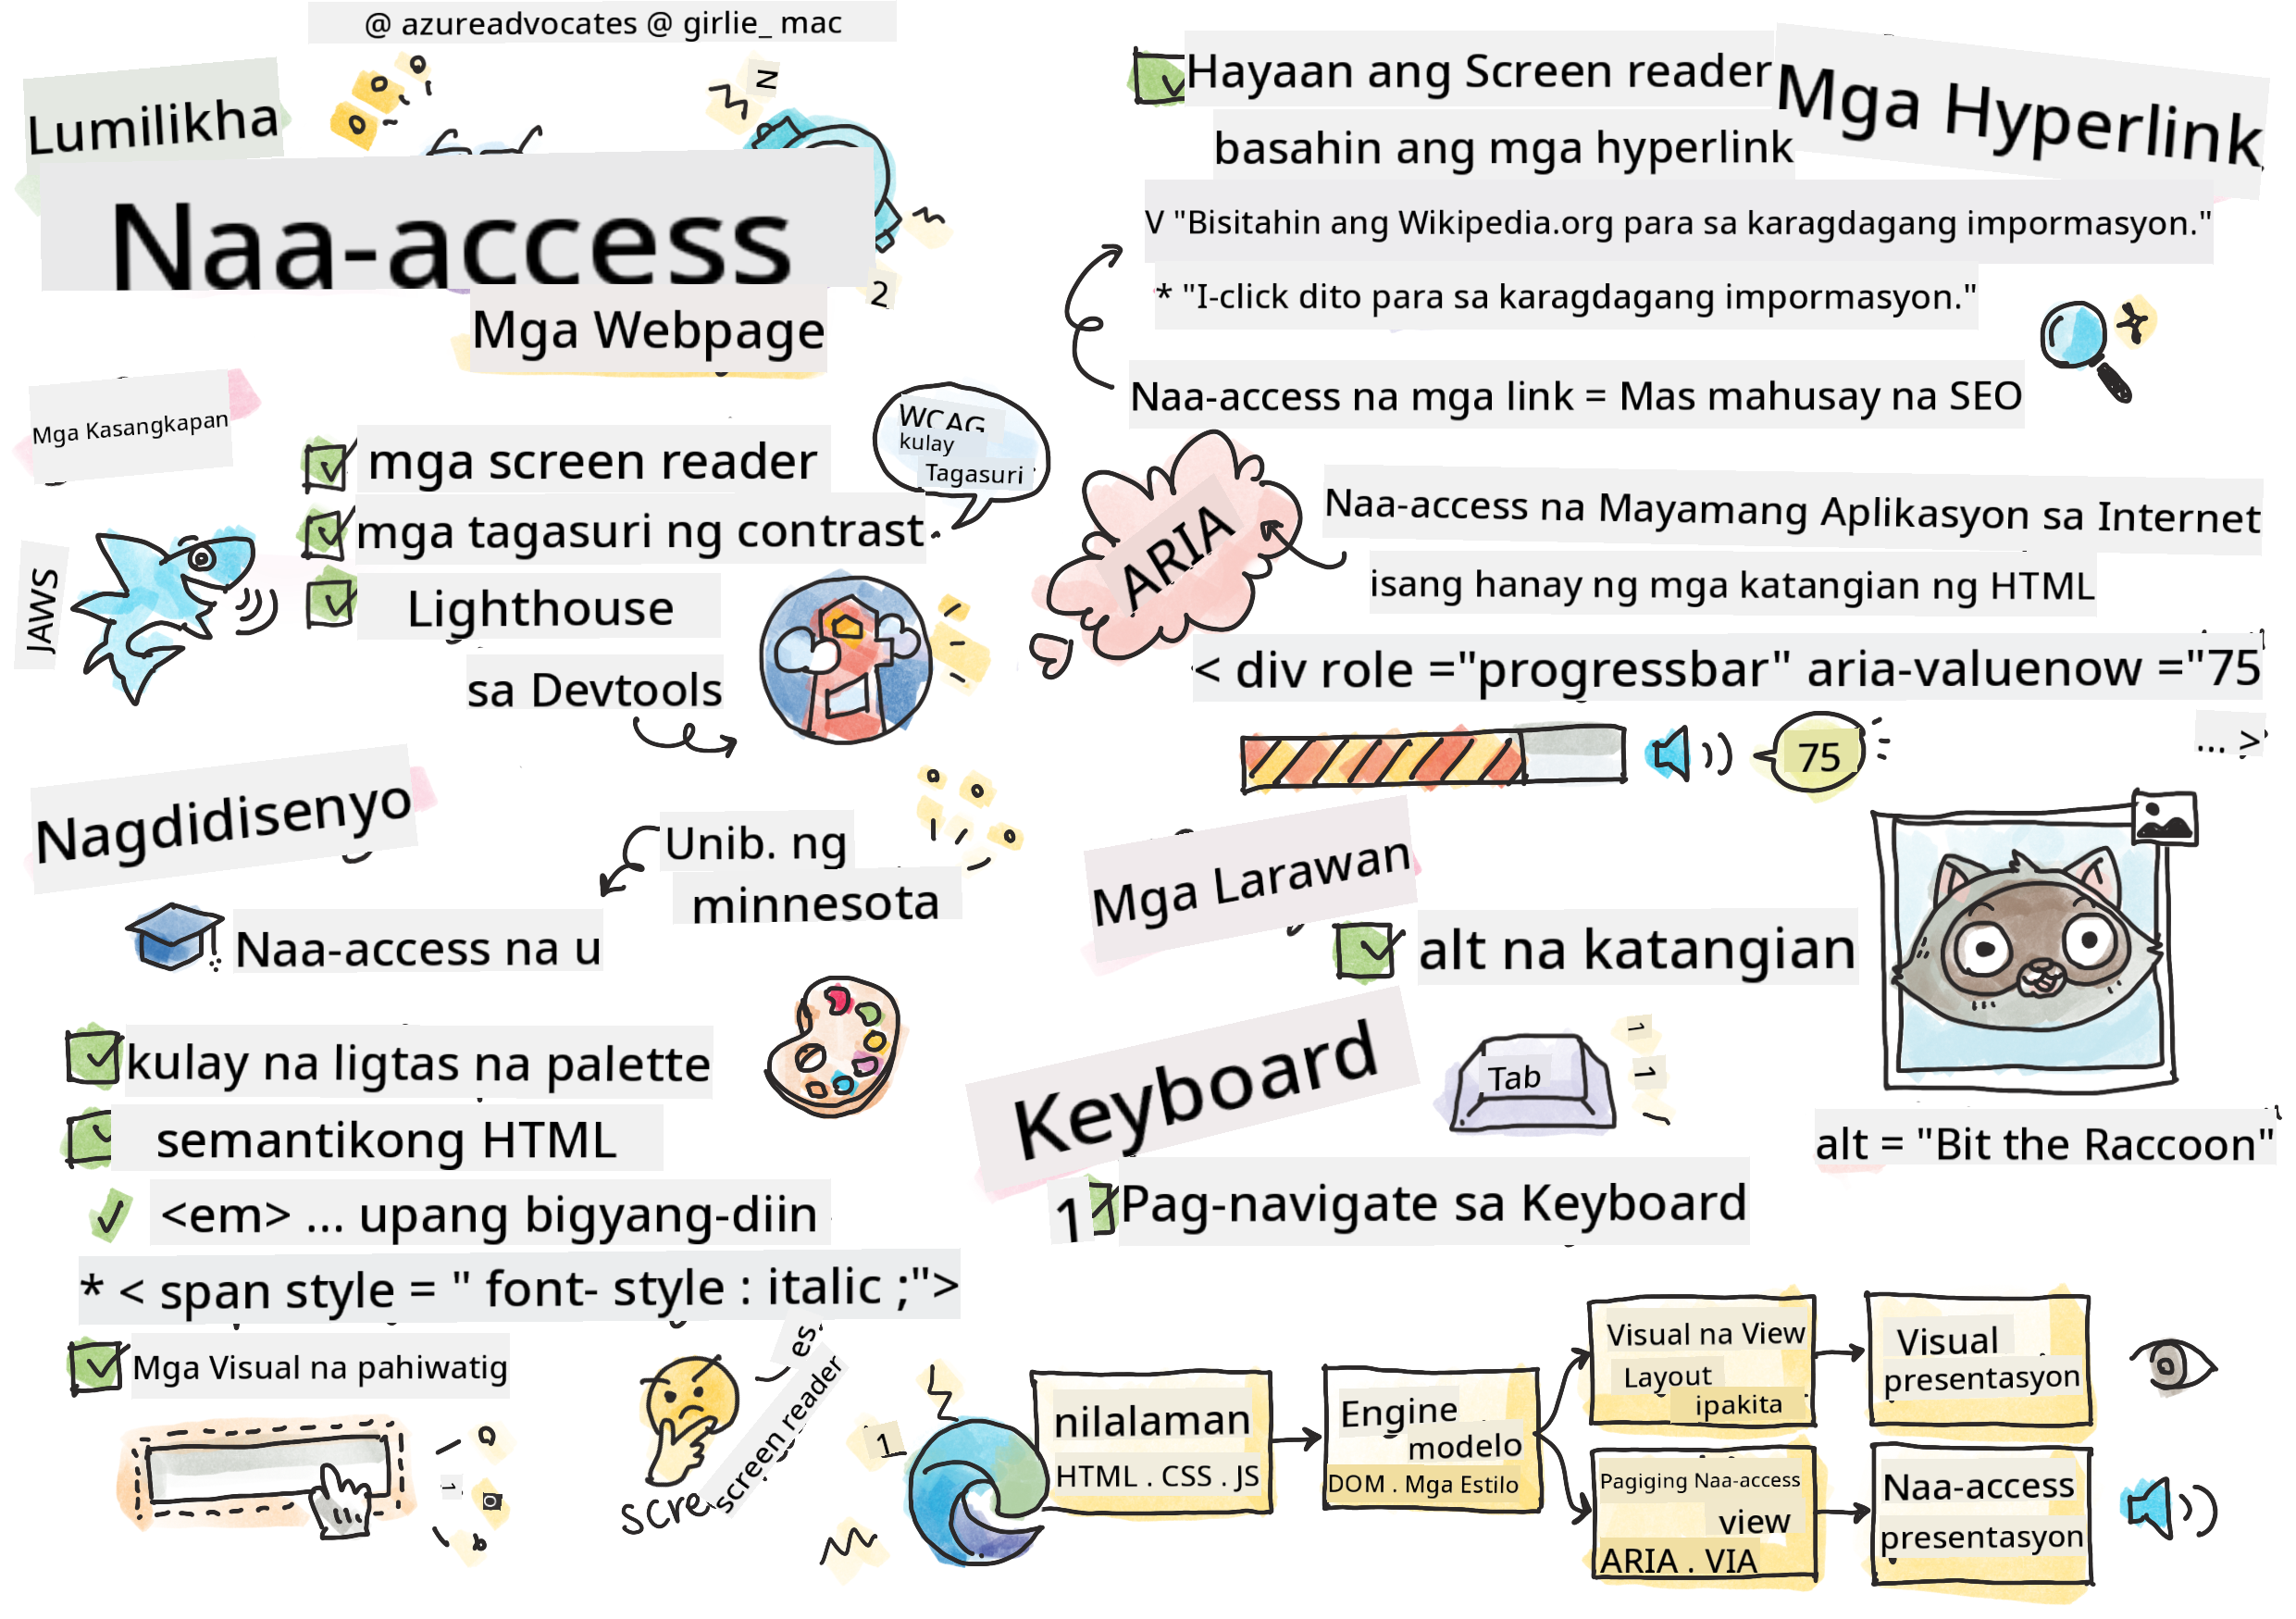 @ azureadvocates @ girlie_ mac
Lumilikha
Naa-access
Mga Webpage
Mga Kasangkapan
mga screen reader
mga tagasuri ng contrast
Lighthouse
sa Devtools
WCAG
kulay
Tagasuri
JAWS
Nagdidisenyo
Unib. ng
minnesota
Naa-access na u
kulay na ligtas na palette
semantikong HTML
<em> ... upang bigyang-diin
* < span style = " font- style : italic ;">
Mga Visual na pahiwatig
es
screen reader
scre
Hayaan ang Screen reader
basahin ang mga hyperlink
Mga Hyperlink
V "Bisitahin ang Wikipedia.org para sa karagdagang impormasyon."
* "I-click dito para sa karagdagang impormasyon."
Naa-access na mga link = Mas mahusay na SEO
ARIA
Naa-access na Mayamang Aplikasyon sa Internet
isang hanay ng mga katangian ng HTML
< div role ="progressbar" aria-valuenow ="75
... >
75
Mga Larawan
alt na katangian
alt = "Bit the Raccoon"
Keyboard
Tab
1
Pag-navigate sa Keyboard
nilalaman
HTML . CSS . JS
Engine
modelo
DOM . Mga Estilo
Visual na View
Layout
ipakita
Visual
presentasyon
Pagiging Naa-access
view
ARIA . VIA
Naa-access
presentasyon